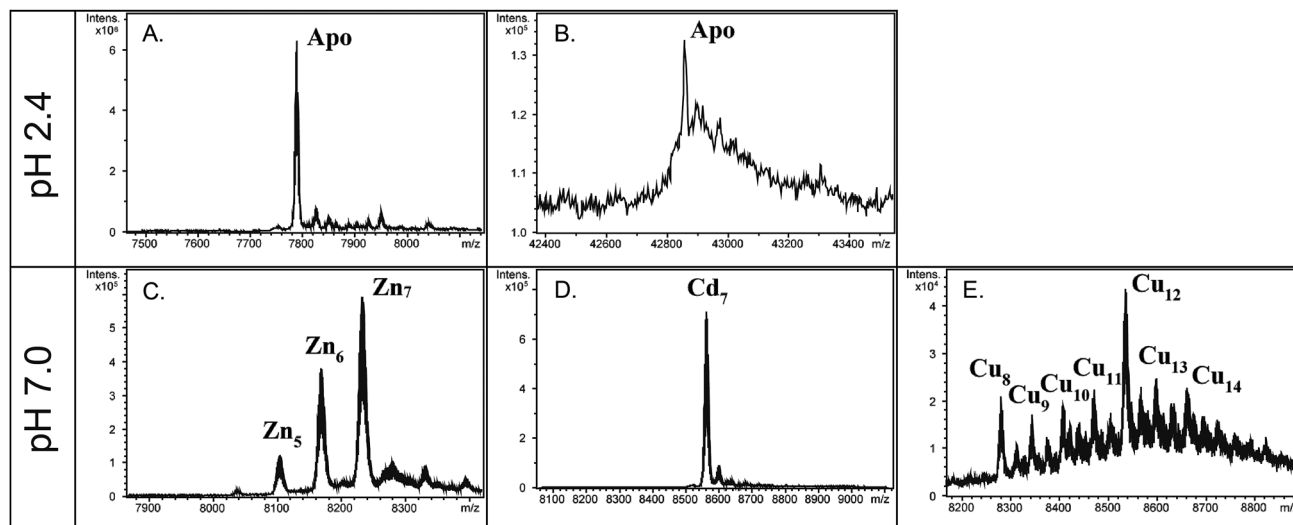 pH 2.4
Intens.
x10⁶
A.
Apo
6
4
2
0
7500 7600 7700 7800 7900 8000 m/z
Intens.
x10⁵
B.
Apo
1.3
1.2
1.1
1.0
42400 42600 42800 43000 43200 43400 m/z
pH 7.0
Intens.
x10⁵
C.
Zn₇
Zn₆
Zn₅
5
4
3
2
1
0
7900 8000 8100 8200 8300 m/z
Intens.
x10⁵
D.
Cd₇
8
6
4
2
0
8100 8200 8300 8400 8500 8600 8700 8800 8900 9000 m/z
Intens.
x10⁴
E.
Cu₁₂
Cu₈
Cu₉
Cu₁₀
Cu₁₁
Cu₁₃
Cu₁₄
4
3
2
1
0
8200 8300 8400 8500 8600 8700 8800 m/z